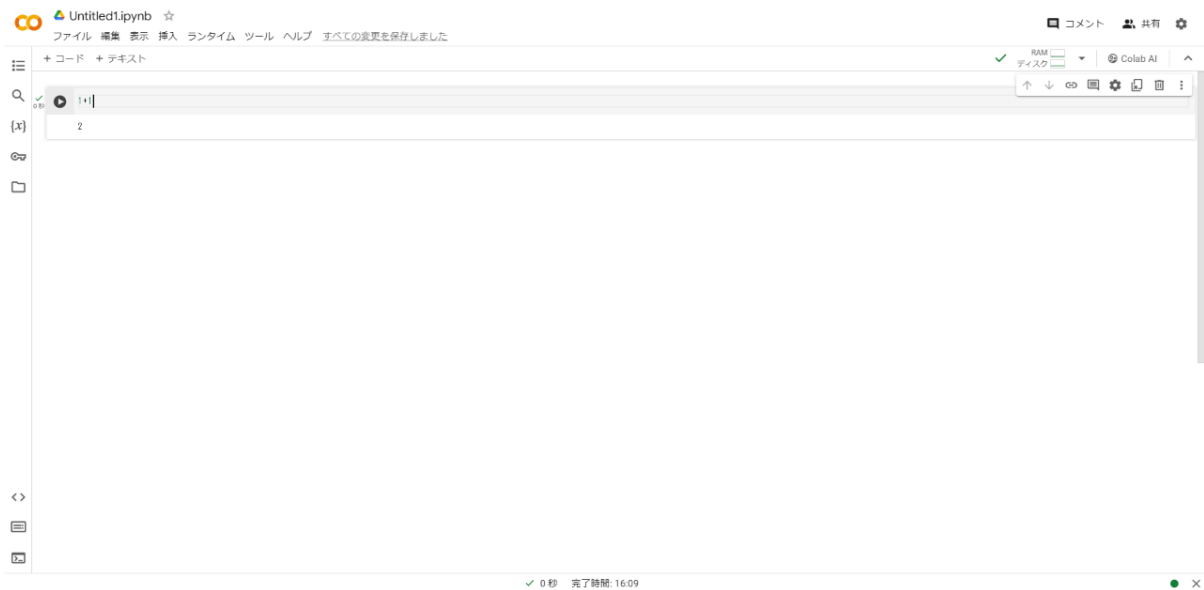 Untitled1.ipynb
ファイル 編集 表示 挿入 ランタイム ツール ヘルプ すべての変更を保存しました
コメント 共有
+ コード + テキスト
RAM
ディスク
Colab AI
{x}
0秒
1+1
2
0 秒 完了時間: 16:09